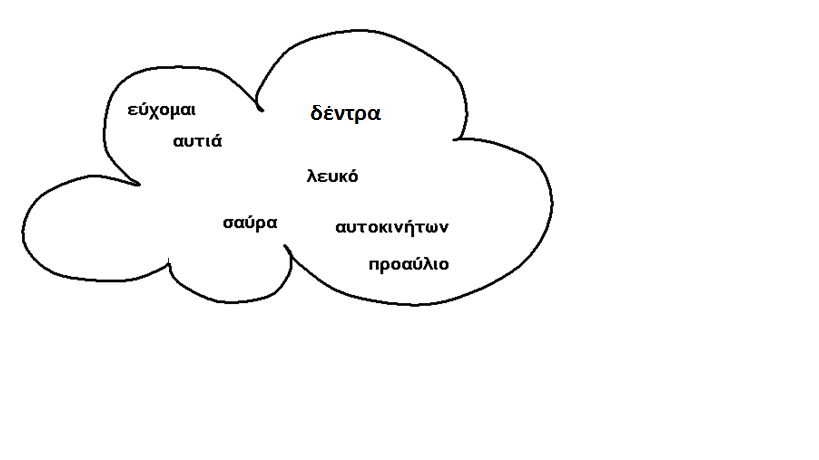 εύχομαι
δέντρα
αυτιά
λευκό
σαύρα
αυτοκινήτων
προαύλιο